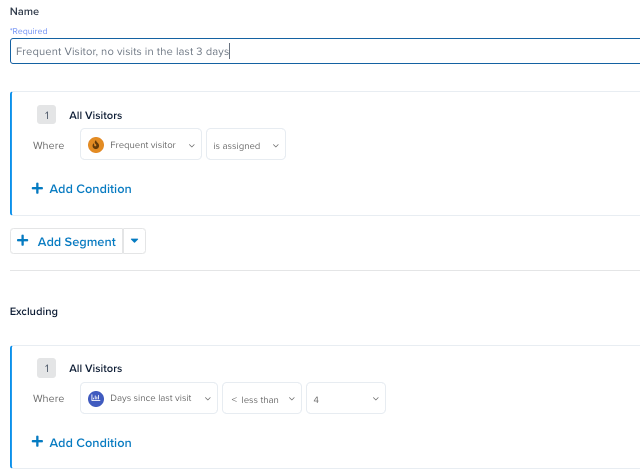 Name
*Required
Frequent Visitor, no visits in the last 3 days
1 All Visitors
Where Frequent visitor is assigned
+ Add Condition
+ Add Segment
Excluding
1 All Visitors
Where Days since last visit < less than 4
+ Add Condition